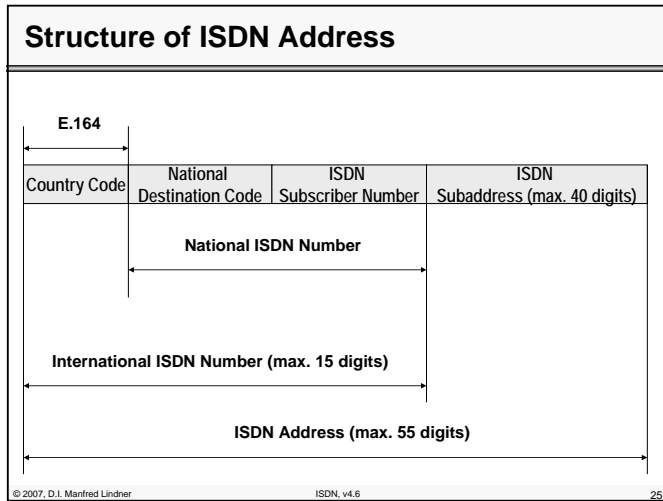 Structure of ISDN Address
E.164
Country Code
National
Destination Code
ISDN
Subscriber Number
ISDN
Subaddress (max. 40 digits)
National ISDN Number
International ISDN Number (max. 15 digits)
ISDN Address (max. 55 digits)
© 2007, D.I. Manfred Lindner
ISDN, v4.6
25